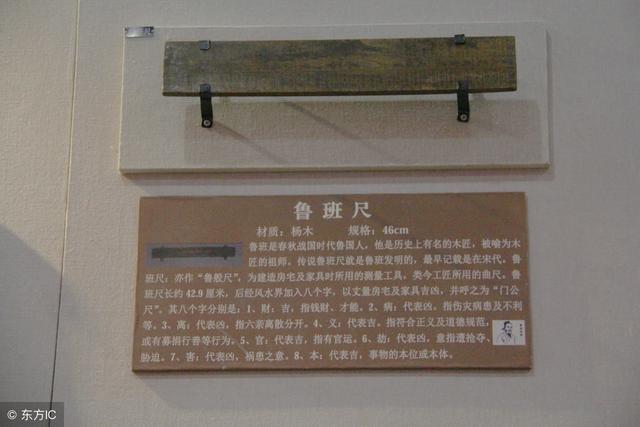 鲁班尺
材质：杨木 规格：46cm
鲁班是春秋战国时代鲁国人，他是历史上有名的木匠，被喻为木
匠的祖师。传说鲁班尺就是鲁班发明的，最早记载是在宋代。鲁
班尺：亦作“鲁般尺”，为建造房宅及家具时所用的测量工具，类今工匠所用的曲尺。鲁
班尺长约42.9厘米，后经风水界加入八个字，以丈量房宅及家具吉凶，并呼之为“门公
尺”。其八个字分别是：1、财：吉，指钱财、才能。2、病：代表凶，指伤灾病患及不利
等。3、离：代表凶，指六亲离散分开。4、义：代表吉。指符合正义及道德规范，
或有募捐行善等行为。5、官：代表吉，指有官运。6、劫：代表凶，意指遭抢夺、
胁迫。7、害：代表凶，祸患之意。8、本：代表吉，事物的本位或本体。
© 东方IC